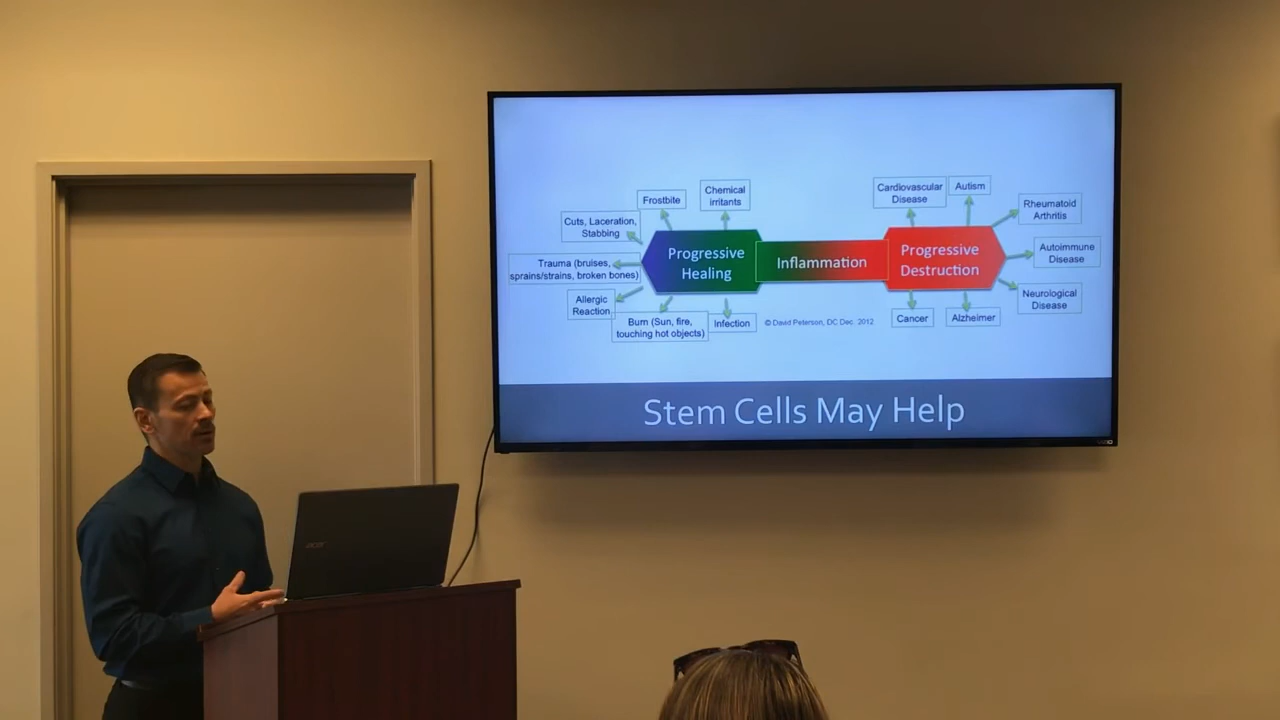 Chemical
irritants
Frostbite
Cuts, Laceration,
Stabbing
Trauma (bruises,
sprains/strains, broken bones)
Allergic
Reaction
Burn (Sun, fire,
touching hot objects)
Infection
Progressive
Healing
Inflammation
Progressive
Destruction
Cardiovascular
Disease
Autism
Rheumatoid
Arthritis
Autoimmune
Disease
Neurological
Disease
Alzheimer
Cancer
© David Peterson, DC Dec. 2012
Stem Cells May Help
VIZIO
acer